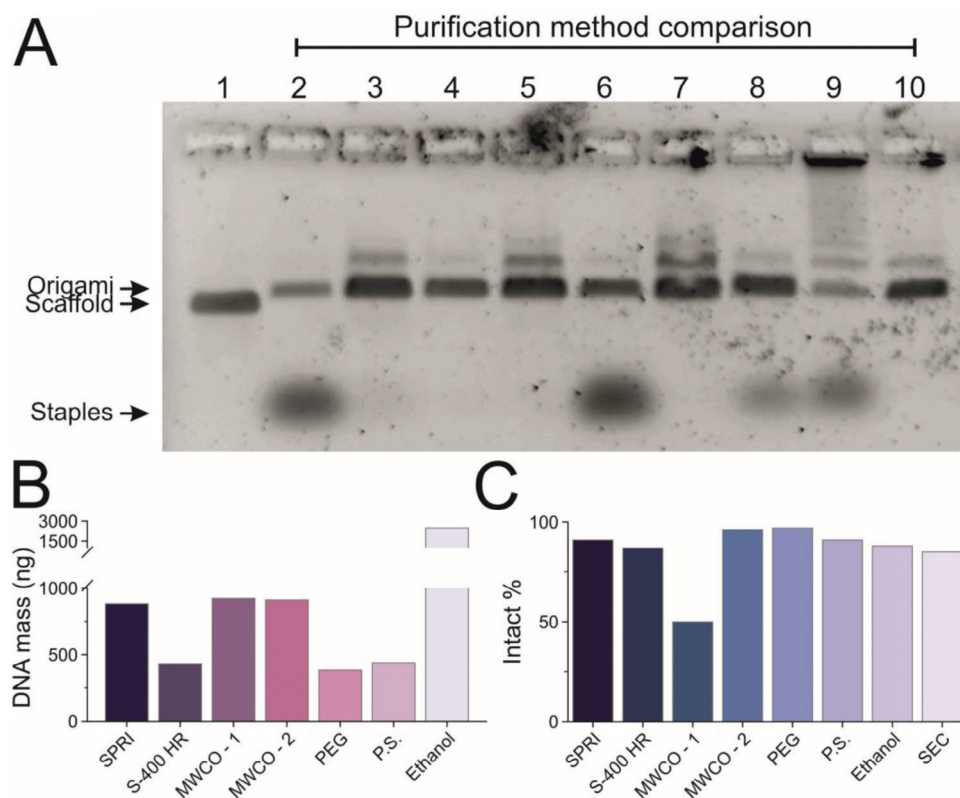 A
Purification method comparison
1 2 3 4 5 6 7 8 9 10
Origami
Scaffold
Staples
B
DNA mass (ng)
3000
1500
1000
500
0
SPRI
S-400 HR
MWCO - 1
MWCO - 2
PEG
P.S.
Ethanol
C
Intact %
100
50
0
SPRI
S-400 HR
MWCO - 1
MWCO - 2
PEG
P.S.
Ethanol
SEC